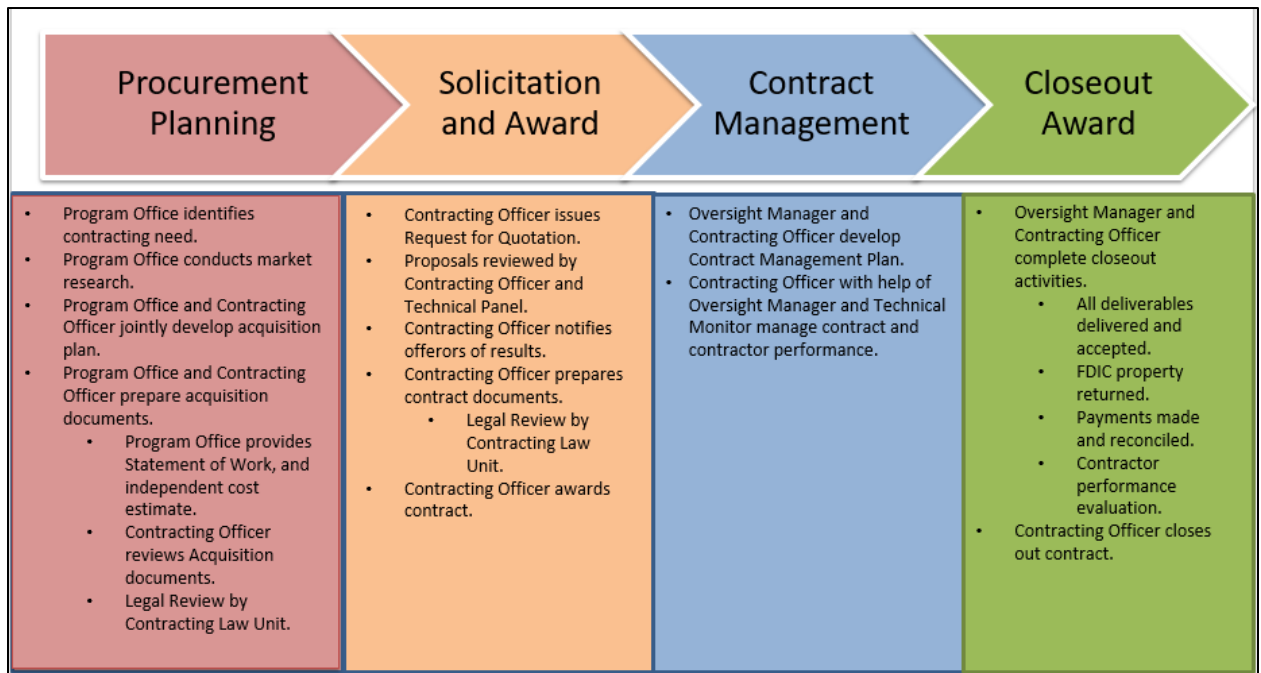 Procurement
Planning
Solicitation
and Award
Contract
Management
Closeout
Award
• Program Office identifies
contracting need.
• Program Office conducts market
research.
• Program Office and Contracting
Officer jointly develop acquisition
plan.
• Program Office and Contracting
Officer prepare acquisition
documents.
• Program Office provides
Statement of Work, and
independent cost
estimate.
• Contracting Officer
reviews Acquisition
documents.
• Legal Review by
Contracting Law Unit.
• Contracting Officer issues
Request for Quotation.
• Proposals reviewed by
Contracting Officer and
Technical Panel.
• Contracting Officer notifies
offerors of results.
• Contracting Officer prepares
contract documents.
• Legal Review by
Contracting Law
Unit.
• Contracting Officer awards
contract.
• Oversight Manager and
Contracting Officer develop
Contract Management Plan.
• Contracting Officer with help of
Oversight Manager and Technical
Monitor manage contract and
contractor performance.
• Oversight Manager and
Contracting Officer
complete closeout
activities.
• All deliverables
delivered and
accepted.
• FDIC property
returned.
• Payments made
and reconciled.
• Contractor
performance
evaluation.
• Contracting Officer closes
out contract.